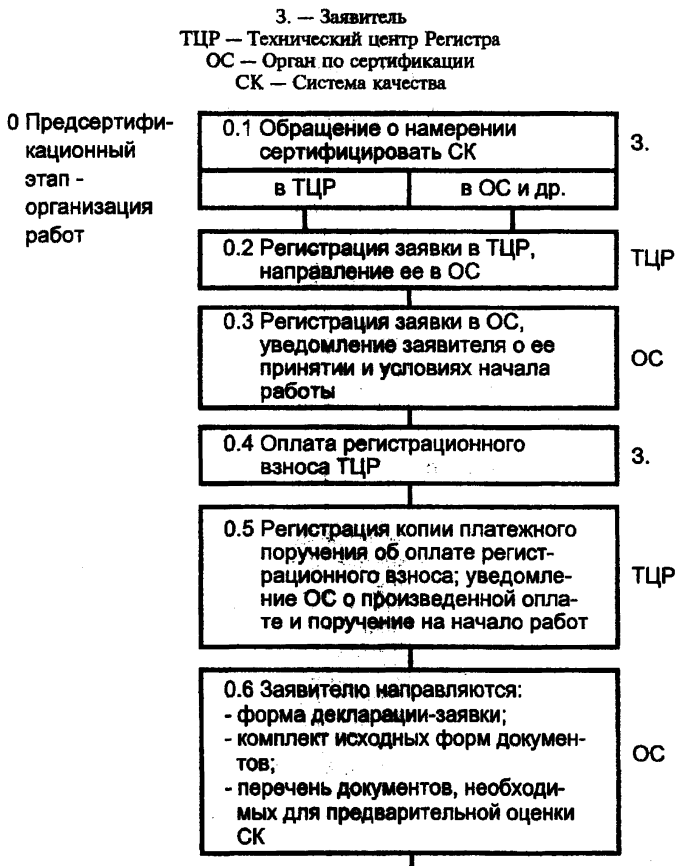 З. — Заявитель
ТЦР — Технический центр Регистра
ОС — Орган по сертификации
СК — Система качества
0 Предсертифи-
кационный
этап -
организация
работ
0.1 Обращение о намерении
сертифицировать СК
З.
в ТЦР
в ОС и др.
0.2 Регистрация заявки в ТЦР,
направление ее в ОС
ТЦР
0.3 Регистрация заявки в ОС,
уведомление заявителя о ее
принятии и условиях начала
работы
ОС
0.4 Оплата регистрационного
взноса ТЦР
З.
0.5 Регистрация копии платежного
поручения об оплате регист-
рационного взноса; уведомле-
ние ОС о произведенной опла-
те и поручение на начало работ
ТЦР
0.6 Заявителю направляются:
- форма декларации-заявки;
- комплект исходных форм докумен-
тов;
- перечень документов, необходи-
мых для предварительной оценки
СК
ОС